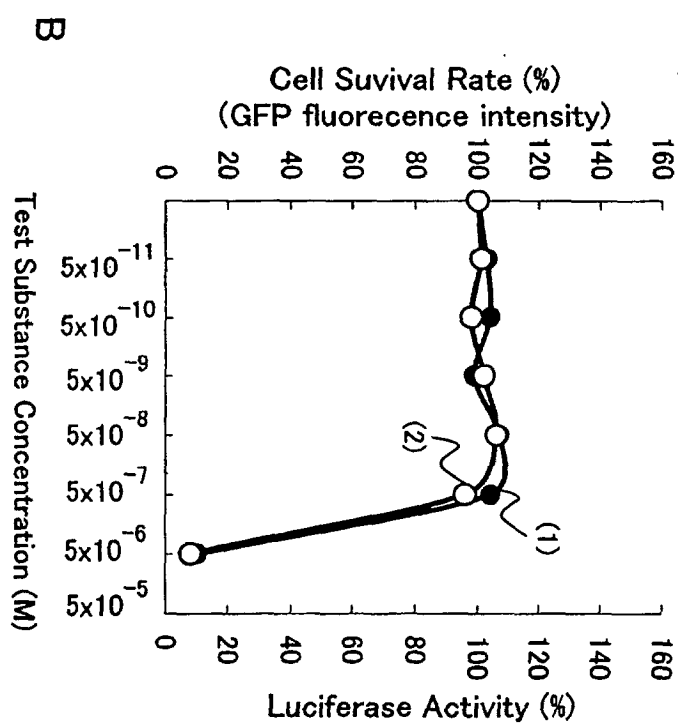 B
Cell Suvival Rate (%)
(GFP fluorecence intensity)
0 20 40 60 80 100 120 140 160
Test Substance Concentration (M)
5x10⁻¹¹
5x10⁻¹⁰
5x10⁻⁹
5x10⁻⁸
5x10⁻⁷
5x10⁻⁶
5x10⁻⁵
(2)
(1)
0 20 40 60 80 100 120 140 160
Luciferase Activity (%)